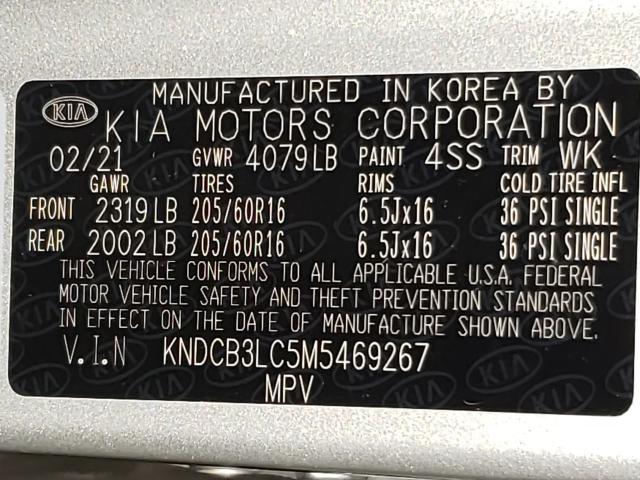 MANUFACTURED IN KOREA BY
KIA KIA MOTORS CORPORATION
02/21 GVWR 4079LB PAINT 4SS TRIM WK
GAWR TIRES RIMS COLD TIRE INFL
FRONT 2319LB 205/60R16 6.5Jx16 36 PSI SINGLE
REAR 2002LB 205/60R16 6.5Jx16 36 PSI SINGLE
THIS VEHICLE CONFORMS TO ALL APPLICABLE U.S.A. FEDERAL
MOTOR VEHICLE SAFETY AND THEFT PREVENTION STANDARDS
IN EFFECT ON THE DATE OF MANUFACTURE SHOWN ABOVE.
V.I.N KNDCB3LC5M5469267
MPV